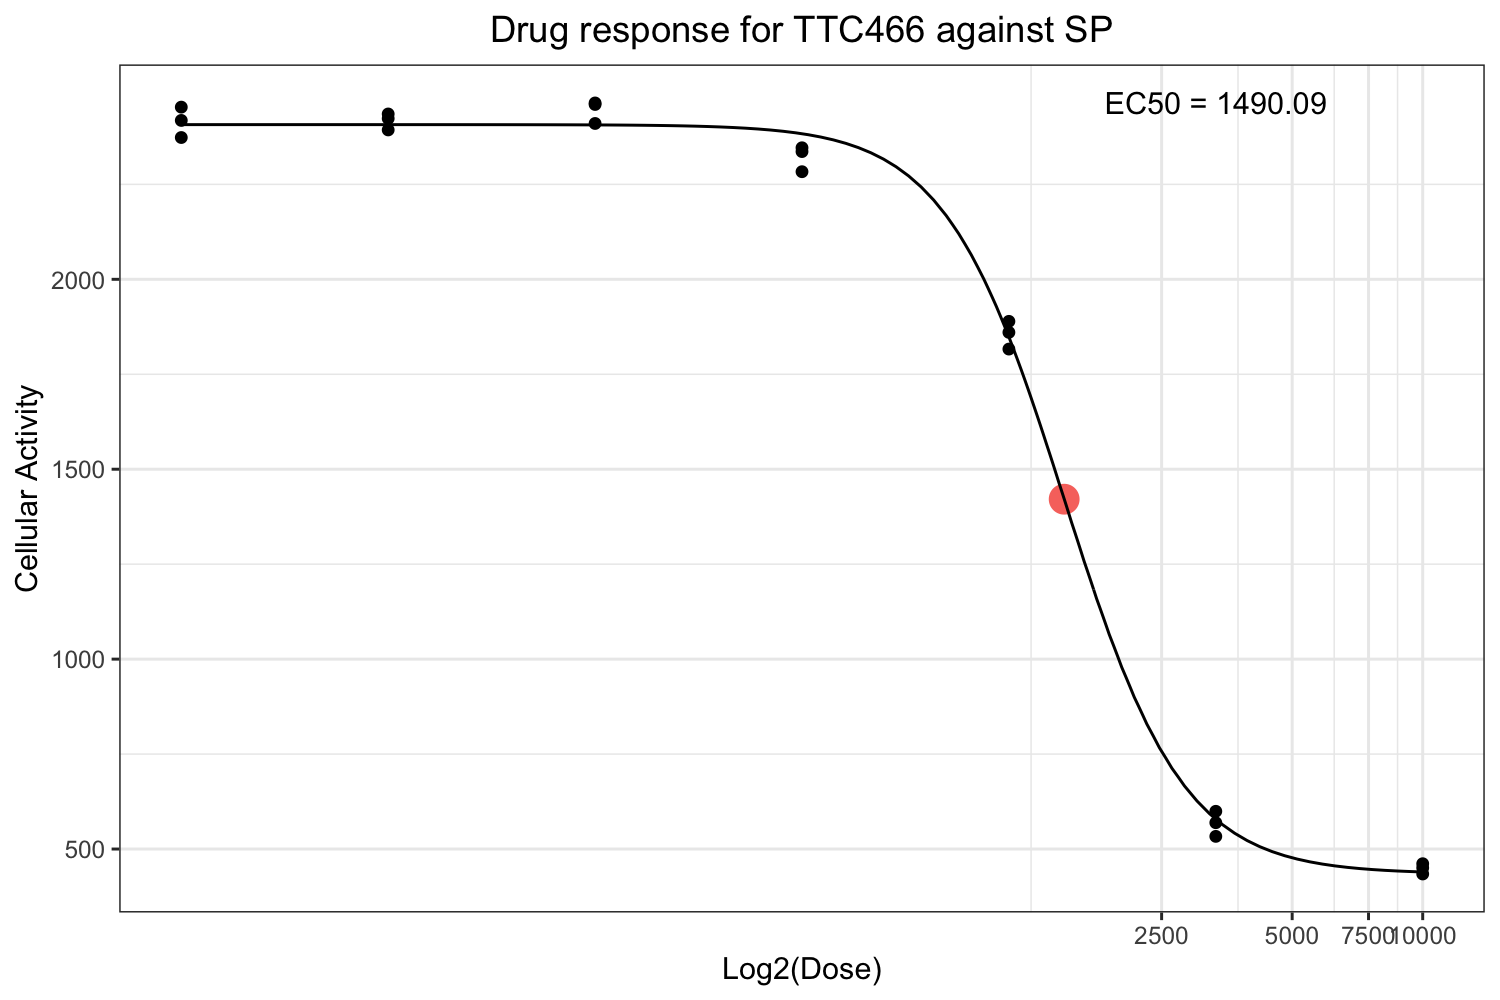 Drug response for TTC466 against SP
EC50 = 1490.09
Cellular Activity
2000
1500
1000
500
2500 5000 7500 10000
Log2(Dose)